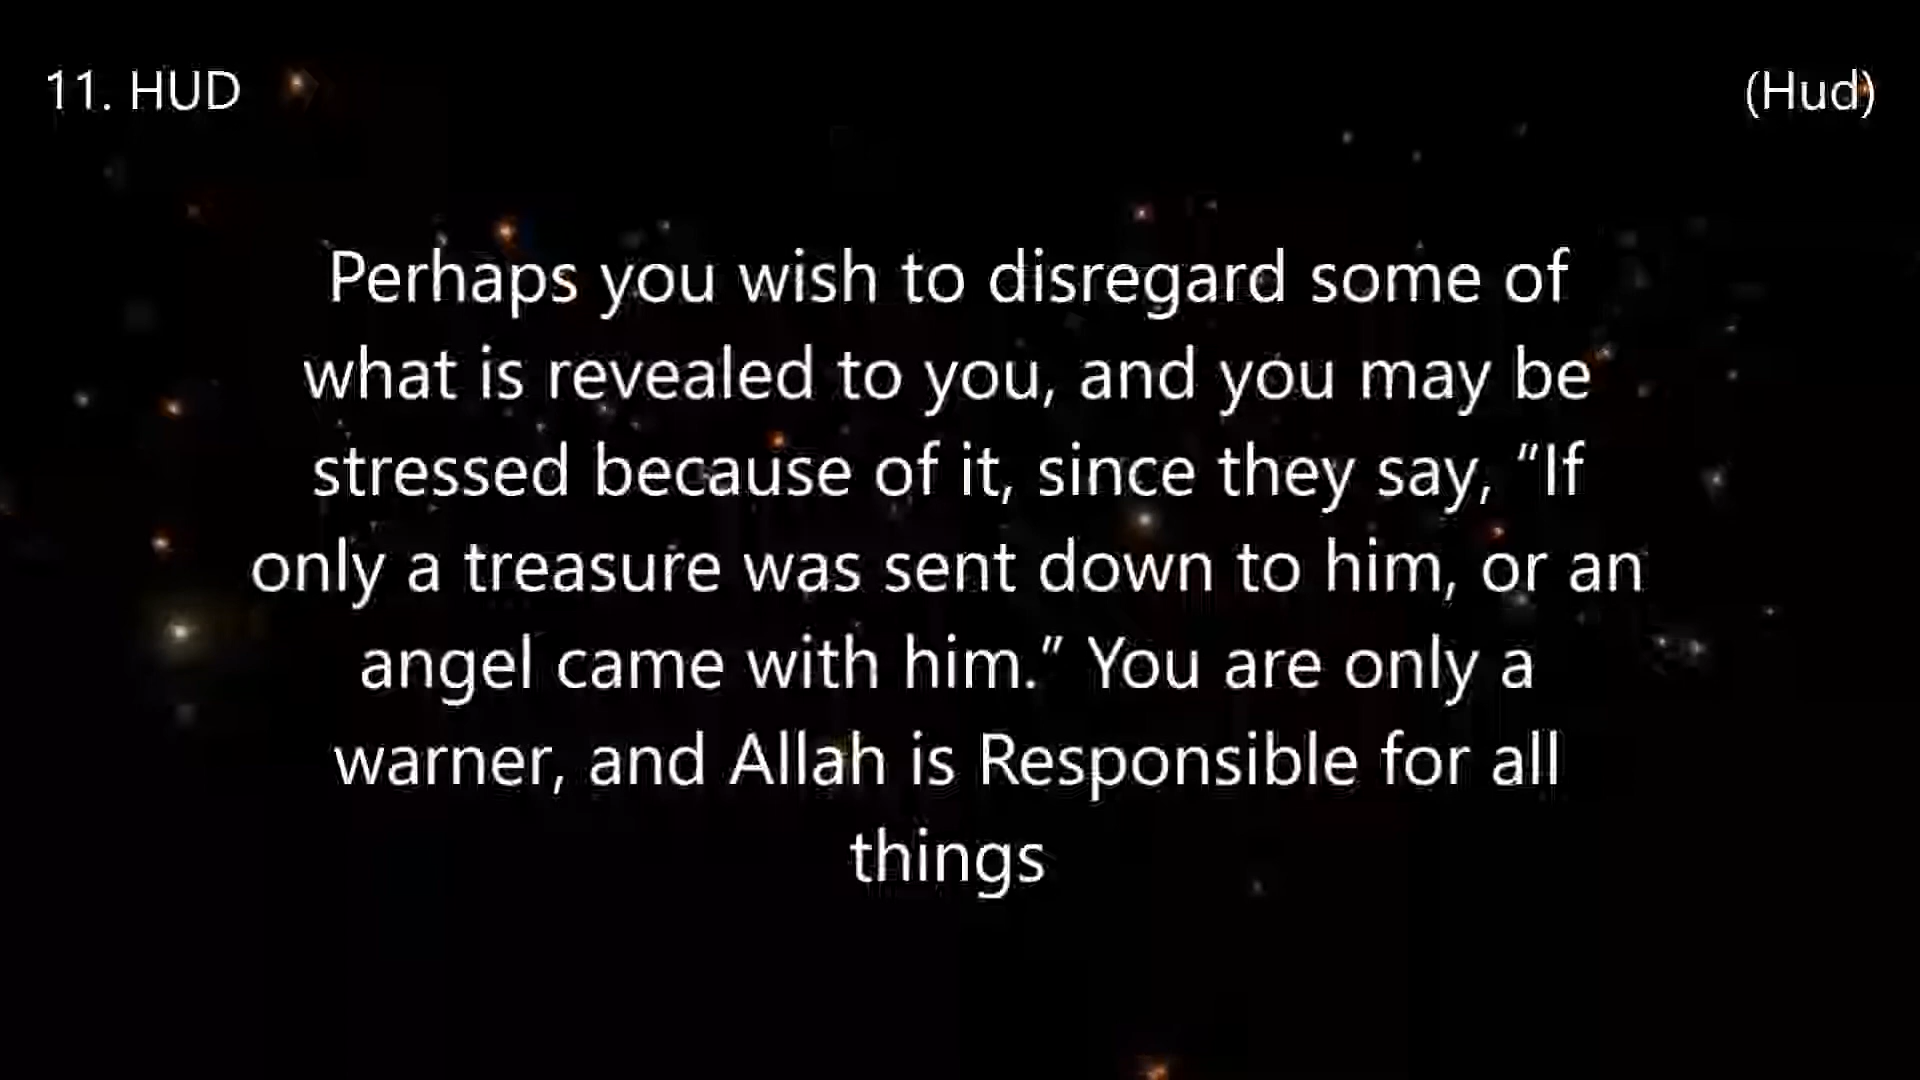 11. HUD
(Hud)
Perhaps you wish to disregard some of
what is revealed to you, and you may be
stressed because of it, since they say, “If
only a treasure was sent down to him, or an
angel came with him.” You are only a
warner, and Allah is Responsible for all
things